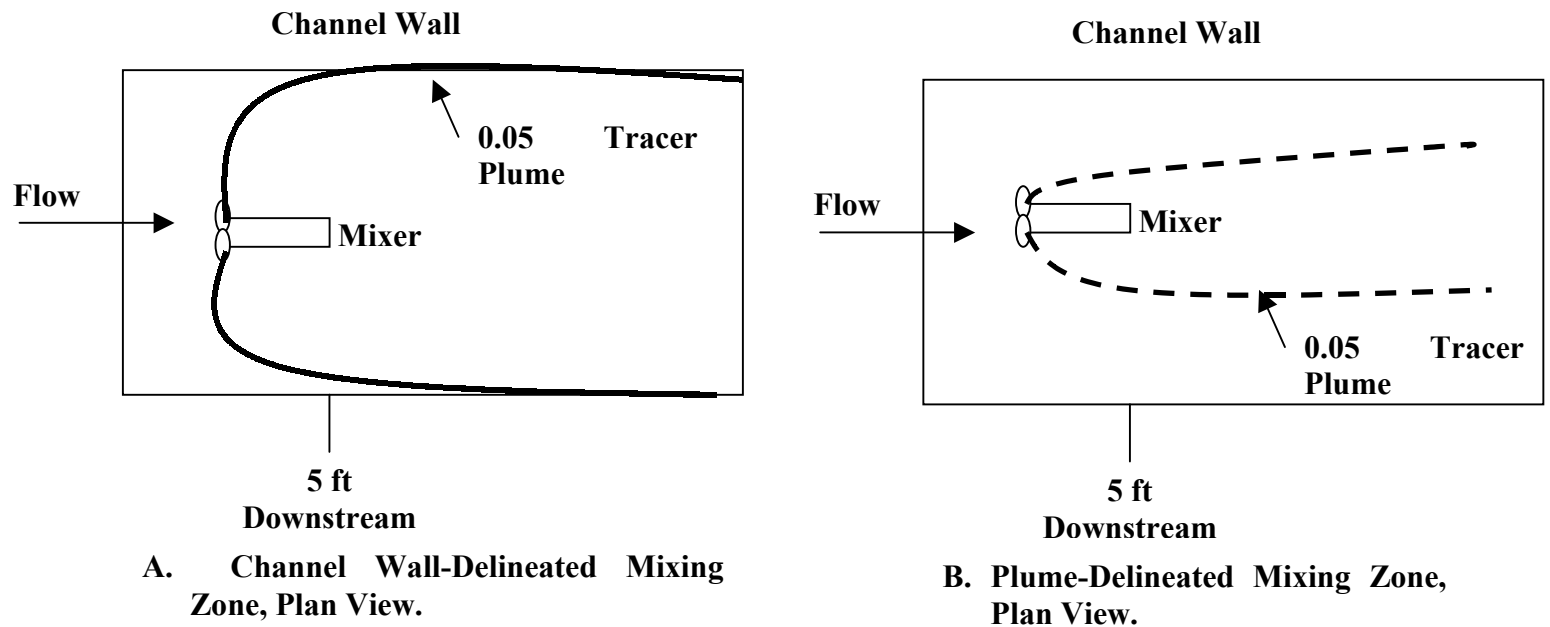 Channel Wall
0.05 Tracer
Plume
Flow
Mixer
5 ft
Downstream
A. Channel Wall-Delineated Mixing
Zone, Plan View.
Channel Wall
Flow
Mixer
0.05 Tracer
Plume
5 ft
Downstream
B. Plume-Delineated Mixing Zone,
Plan View.